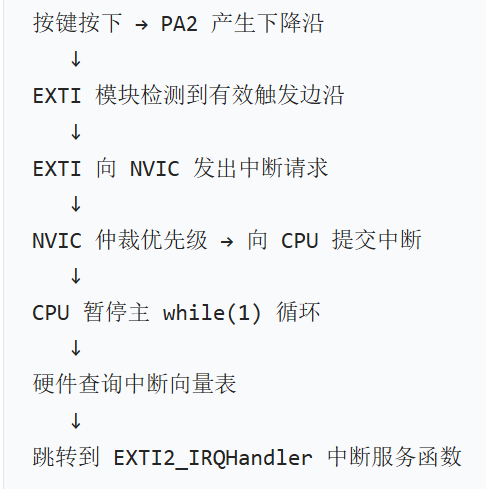 按键按下 → PA2 产生下降沿
↓
EXTI 模块检测到有效触发边沿
↓
EXTI 向 NVIC 发出中断请求
↓
NVIC 仲裁优先级 → 向 CPU 提交中断
↓
CPU 暂停主 while(1) 循环
↓
硬件查询中断向量表
↓
跳转到 EXTI2_IRQHandler 中断服务函数